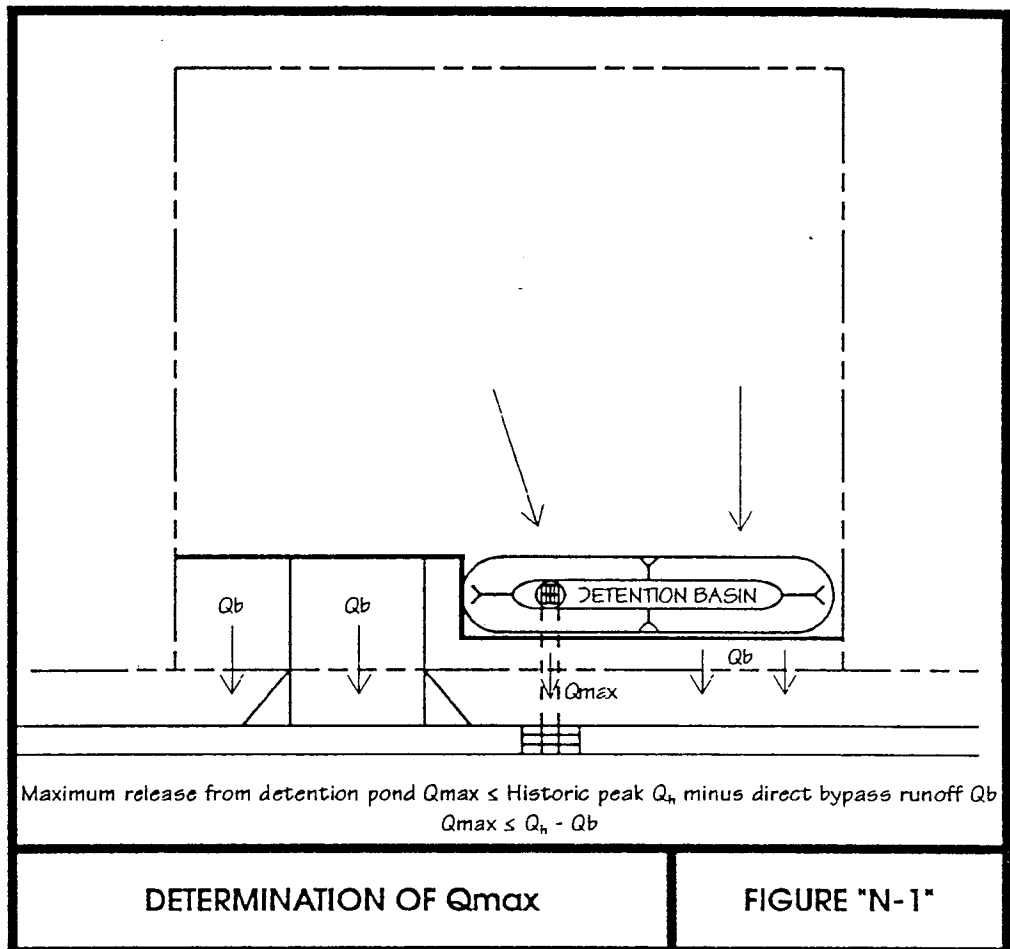 Qb
Qb
DETENTION BASIN
Qb
Qmax
Maximum release from detention pond Qmax ≤ Historic peak Qₕ minus direct bypass runoff Qb
Qmax ≤ Qₕ - Qb
DETERMINATION OF Qmax
FIGURE "N-1"